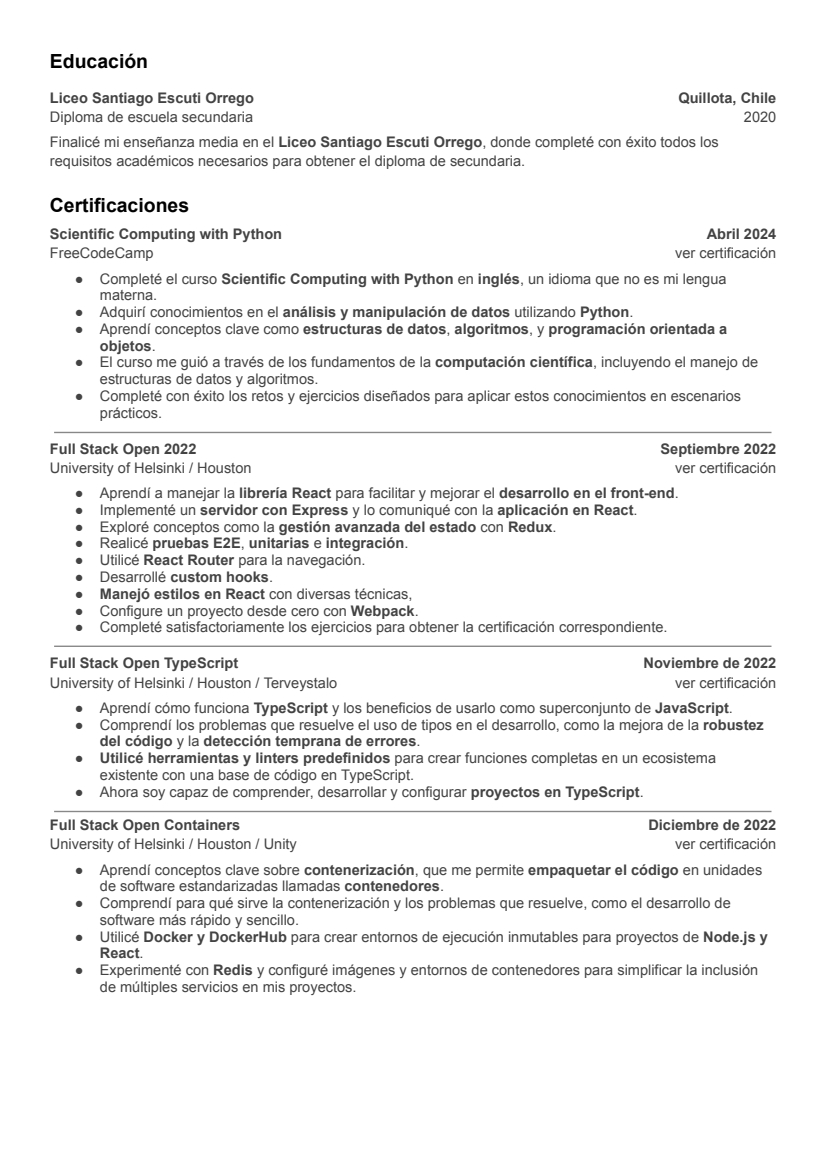 Educación
Liceo Santiago Escuti Orrego Quillota, Chile
Diploma de escuela secundaria 2020
Finalicé mi enseñanza media en el Liceo Santiago Escuti Orrego, donde completé con éxito todos los
requisitos académicos necesarios para obtener el diploma de secundaria.
Certificaciones
Scientific Computing with Python Abril 2024
FreeCodeCamp ver certificación
● Completé el curso Scientific Computing with Python en inglés, un idioma que no es mi lengua
materna.
● Adquirí conocimientos en el análisis y manipulación de datos utilizando Python.
● Aprendí conceptos clave como estructuras de datos, algoritmos, y programación orientada a
objetos.
● El curso me guió a través de los fundamentos de la computación científica, incluyendo el manejo de
estructuras de datos y algoritmos.
● Completé con éxito los retos y ejercicios diseñados para aplicar estos conocimientos en escenarios
prácticos.
Full Stack Open 2022 Septiembre 2022
University of Helsinki / Houston ver certificación
● Aprendí a manejar la librería React para facilitar y mejorar el desarrollo en el front-end.
● Implementé un servidor con Express y lo comuniqué con la aplicación en React.
● Exploré conceptos como la gestión avanzada del estado con Redux.
● Realicé pruebas E2E, unitarias e integración.
● Utilicé React Router para la navegación.
● Desarrollé custom hooks.
● Manejó estilos en React con diversas técnicas,
● Configure un proyecto desde cero con Webpack.
● Completé satisfactoriamente los ejercicios para obtener la certificación correspondiente.
Full Stack Open TypeScript Noviembre de 2022
University of Helsinki / Houston / Terveystalo ver certificación
● Aprendí cómo funciona TypeScript y los beneficios de usarlo como superconjunto de JavaScript.
● Comprendí los problemas que resuelve el uso de tipos en el desarrollo, como la mejora de la robustez
del código y la detección temprana de errores.
● Utilicé herramientas y linters predefinidos para crear funciones completas en un ecosistema
existente con una base de código en TypeScript.
● Ahora soy capaz de comprender, desarrollar y configurar proyectos en TypeScript.
Full Stack Open Containers Diciembre de 2022
University of Helsinki / Houston / Unity ver certificación
● Aprendí conceptos clave sobre contenerización, que me permite empaquetar el código en unidades
de software estandarizadas llamadas contenedores.
● Comprendí para qué sirve la contenerización y los problemas que resuelve, como el desarrollo de
software más rápido y sencillo.
● Utilicé Docker y DockerHub para crear entornos de ejecución inmutables para proyectos de Node.js y
React.
● Experimenté con Redis y configuré imágenes y entornos de contenedores para simplificar la inclusión
de múltiples servicios en mis proyectos.